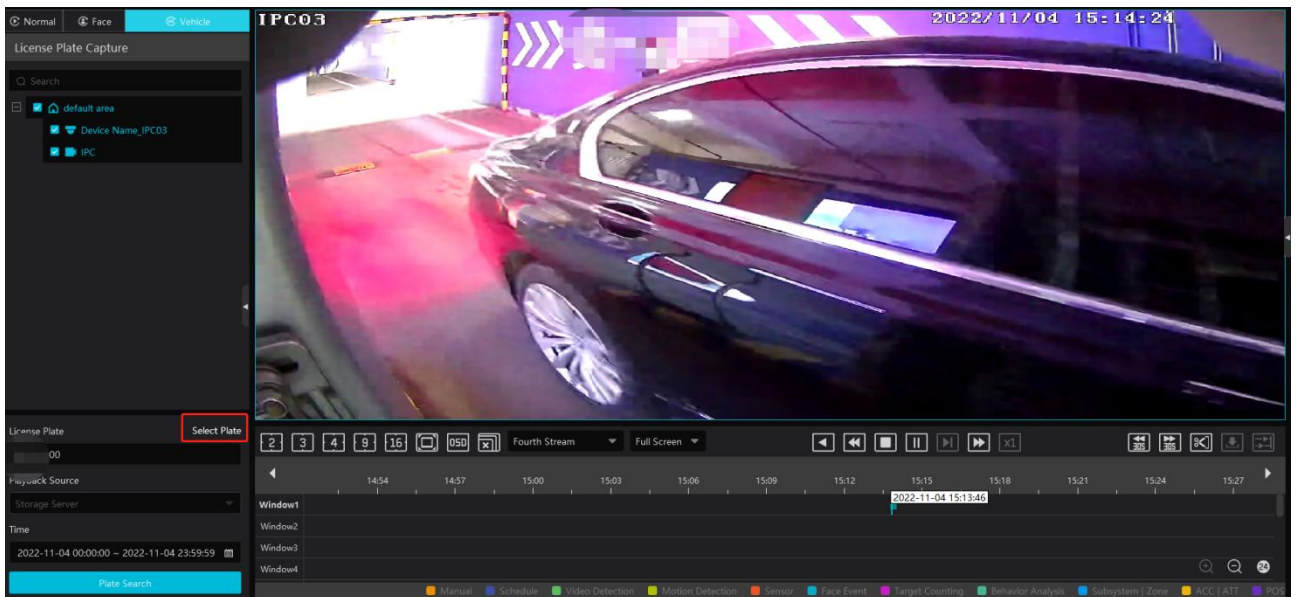 Normal Face Vehicle
License Plate Capture
Search
default area
Device Name_IPC03
IPC
IPC03 2022/11/04 15:14:24
License Plate Select Plate
00
Playback Source
Storage Server
Time
2022-11-04 00:00:00 ~ 2022-11-04 23:59:59
Plate Search
2 3 4 9 16 OSD Fourth Stream Full Screen x1 30S 30S
14:54 14:57 15:00 15:03 15:06 15:09 15:12 15:15 15:18 15:21 15:24 15:27
2022-11-04 15:13:46
Window1
Window2
Window3
Window4
24
Manual Schedule Video Detection Motion Detection Sensor Face Event Target Counting Behavior Analysis Subsystem | Zone ACC | ATT POS